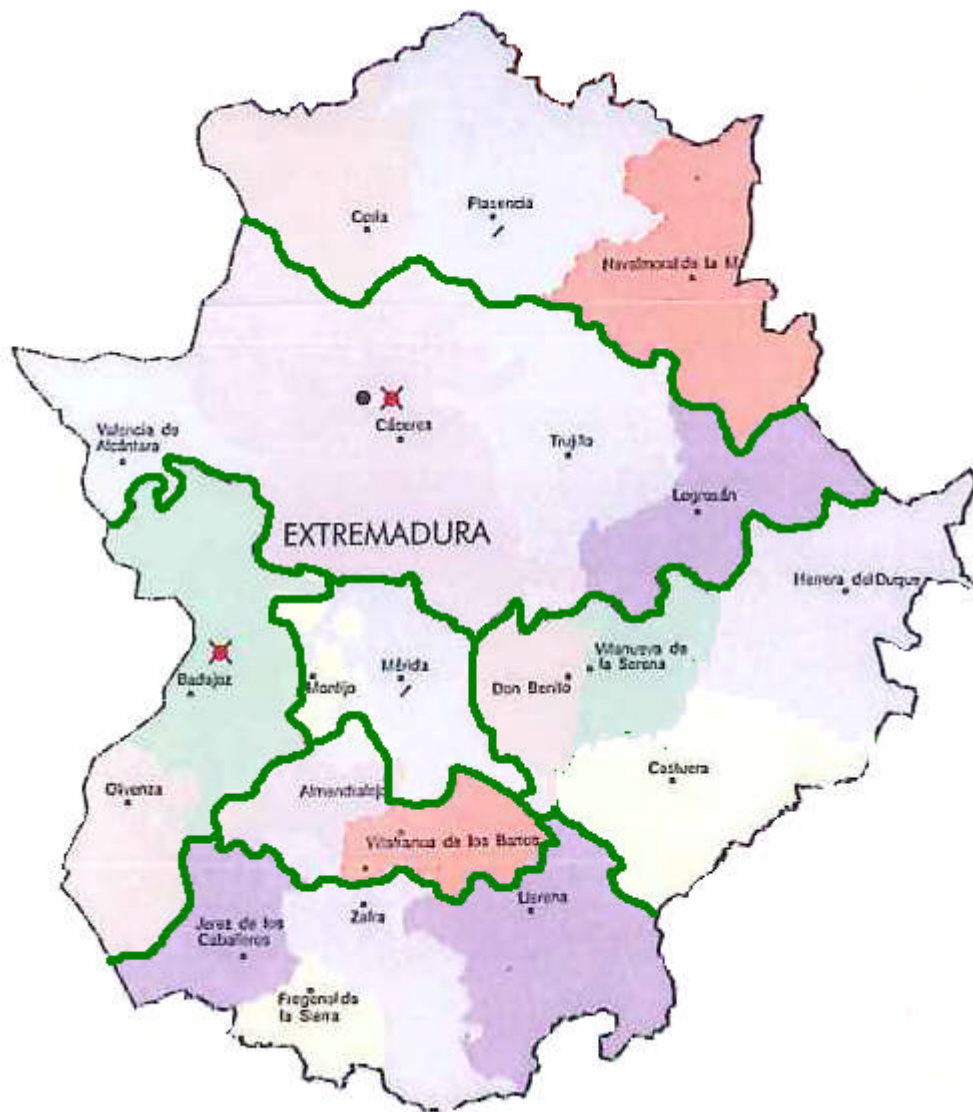 Coria
Plasencia
Navalmoral de la M
Cáceres
Valencia de
Alcántara
Trujillo
Logrosán
EXTREMADURA
Herrera del Duque
Villanueva de
la Serena
Mérida
Badajoz
Montijo
Don Benito
Castuera
Olivenza
Almendralejo
Villafranca de los Barros
Llerena
Zafra
Jerez de los
Caballeros
Fregenal de
la Sierra